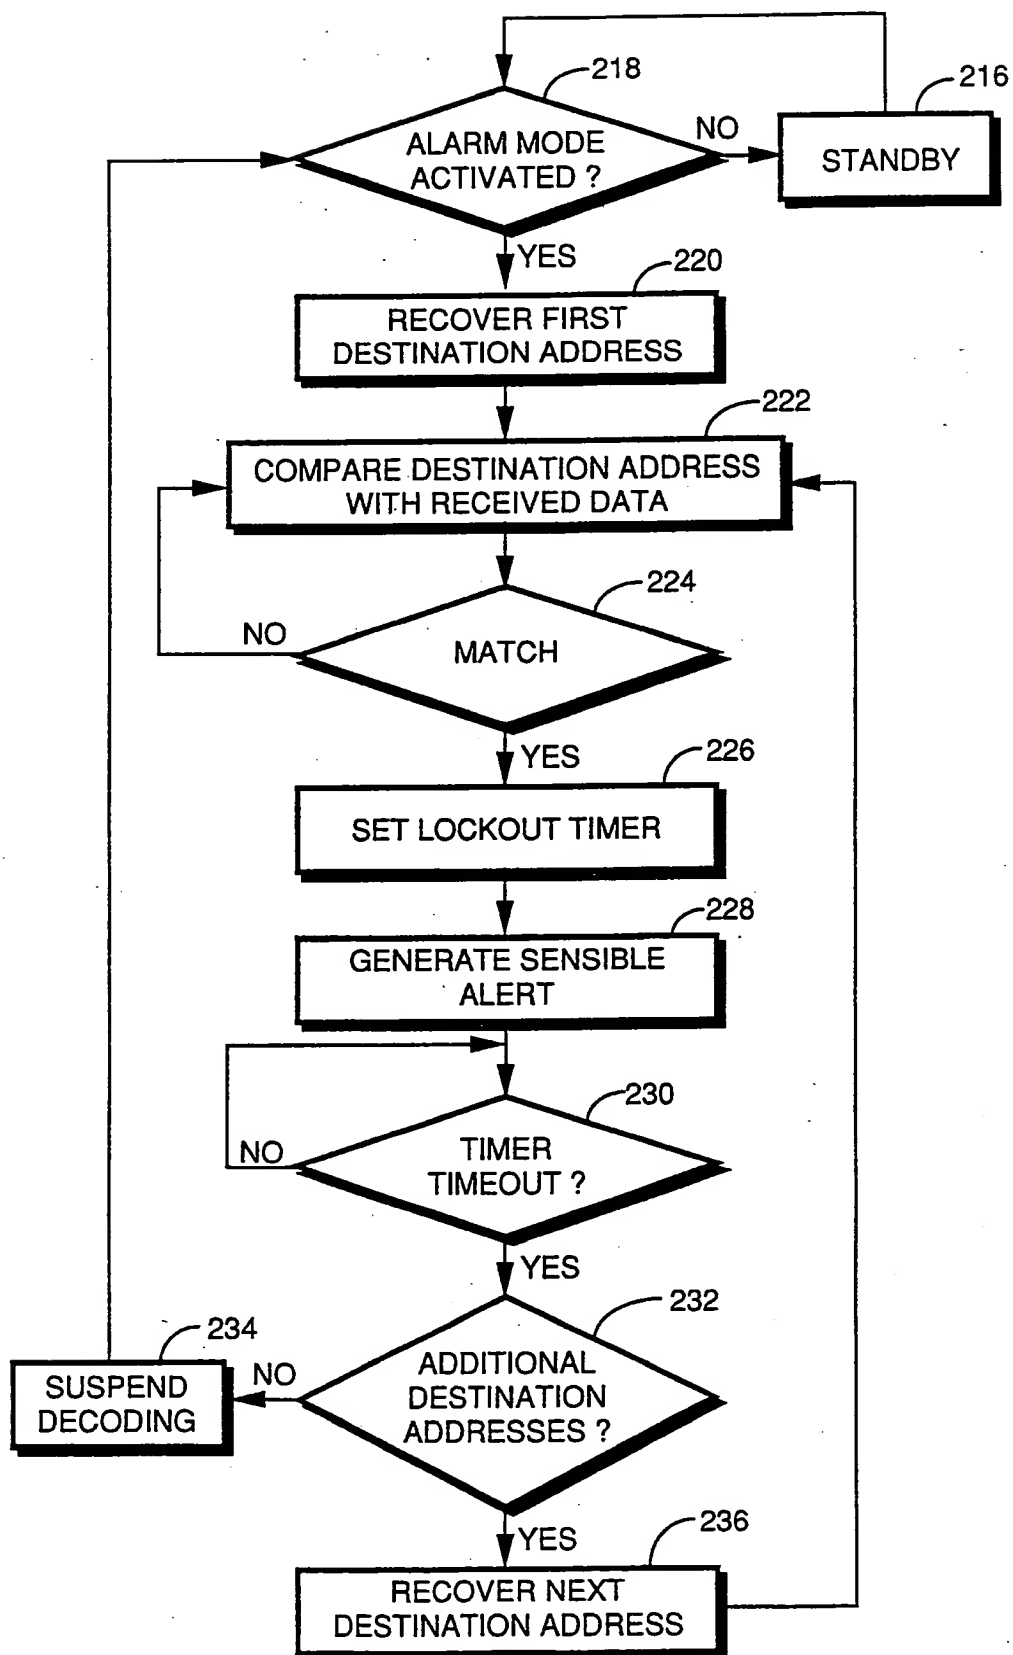 218
216
ALARM MODE
ACTIVATED ?
NO
STANDBY
YES
220
RECOVER FIRST
DESTINATION ADDRESS
222
COMPARE DESTINATION ADDRESS
WITH RECEIVED DATA
224
NO
MATCH
YES
226
SET LOCKOUT TIMER
228
GENERATE SENSIBLE
ALERT
230
NO
TIMER
TIMEOUT ?
YES
232
234
SUSPEND
DECODING
NO
ADDITIONAL
DESTINATION
ADDRESSES ?
YES
236
RECOVER NEXT
DESTINATION ADDRESS